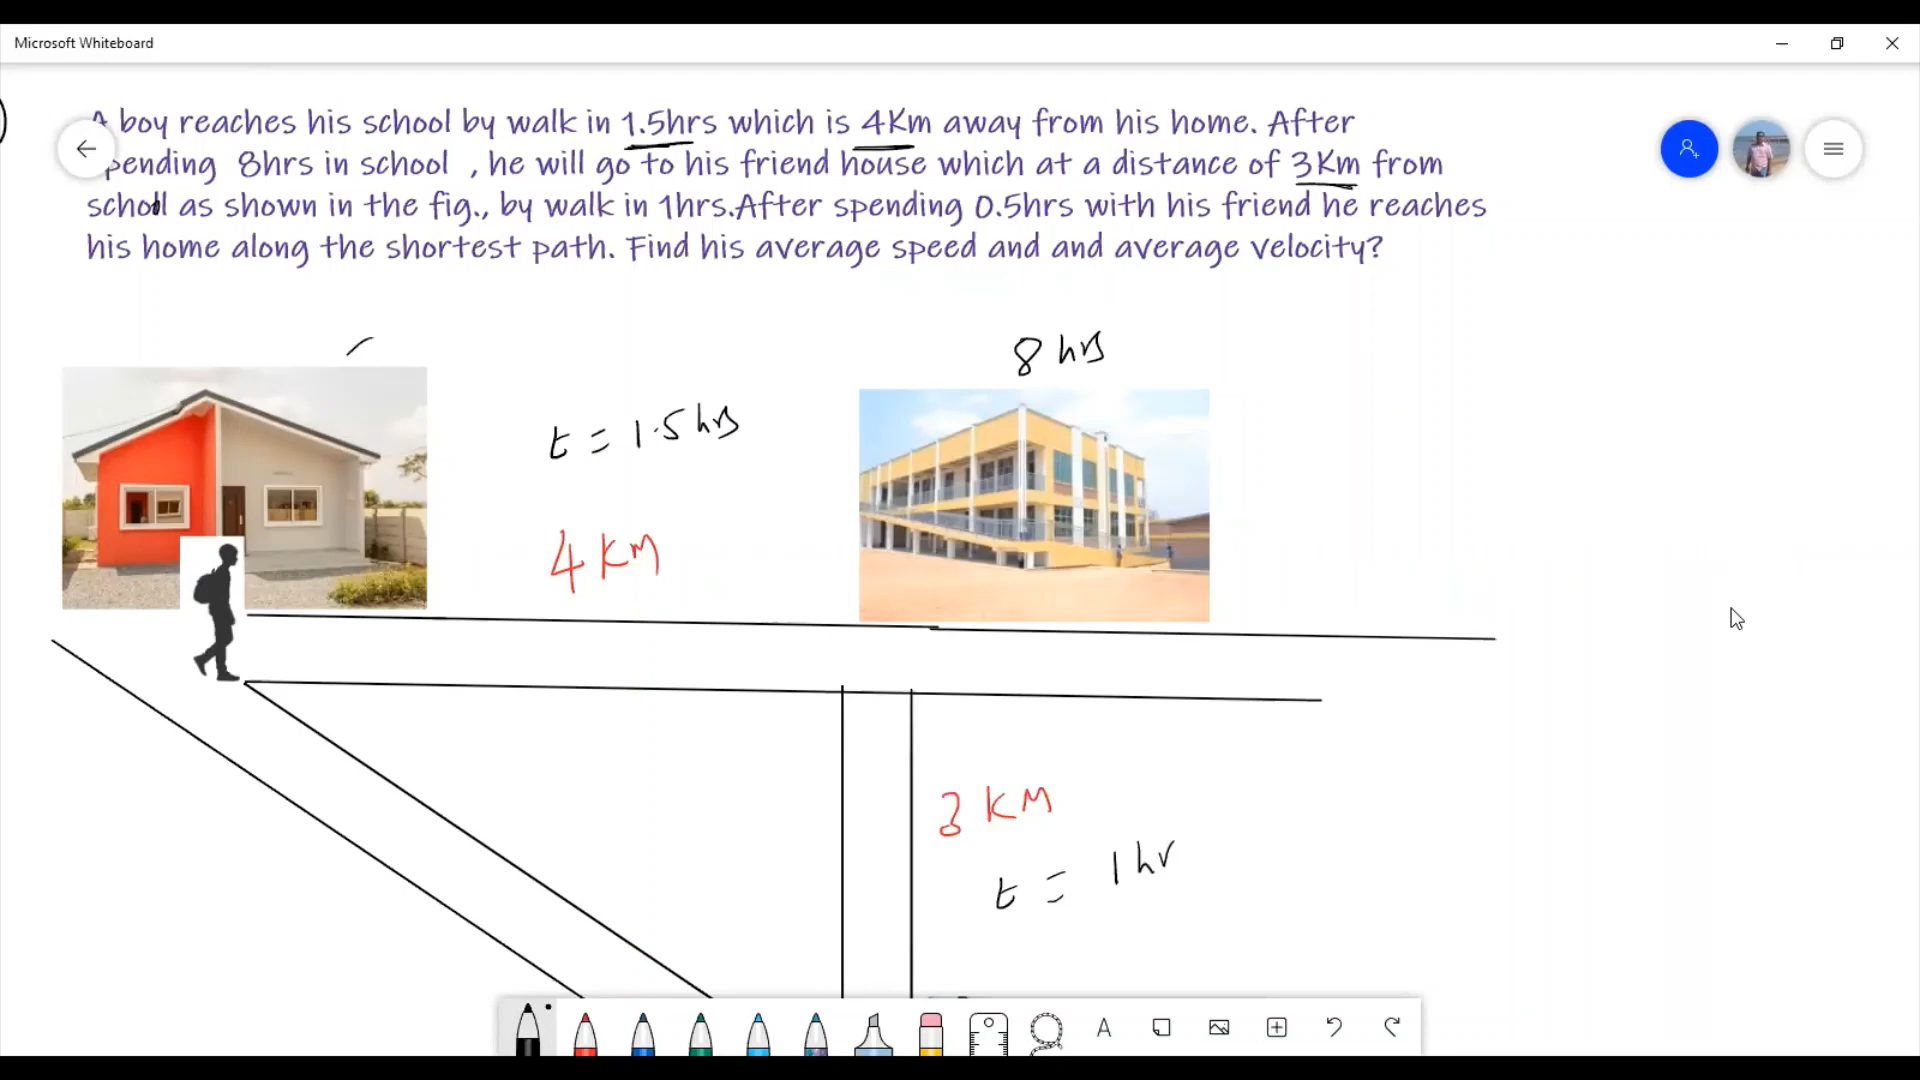 Microsoft Whiteboard
A boy reaches his school by walk in 1.5hrs which is 4Km away from his home. After
spending 8hrs in school , he will go to his friend house which at a distance of 3Km from
scholl as shown in the fig., by walk in 1hrs.After spending 0.5hrs with his friend he reaches
his home along the shortest path. Find his average speed and and average velocity?
8 hrs
t = 1.5 hrs
4 KM
3 KM
t = 1 hr
A